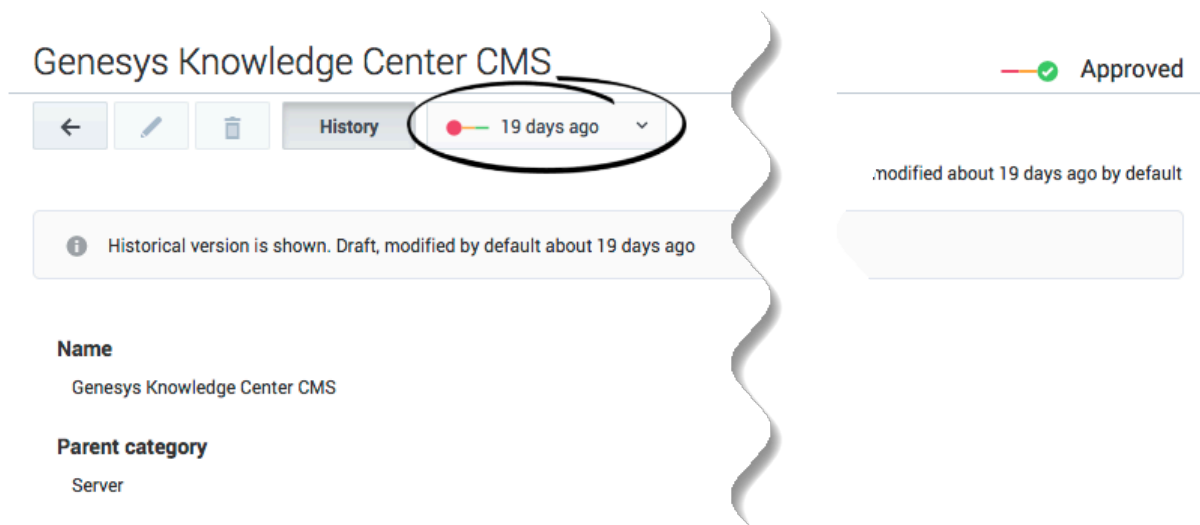 Genesys Knowledge Center CMS
Approved
History
19 days ago
modified about 19 days ago by default
Historical version is shown. Draft, modified by default about 19 days ago
Name
Genesys Knowledge Center CMS
Parent category
Server